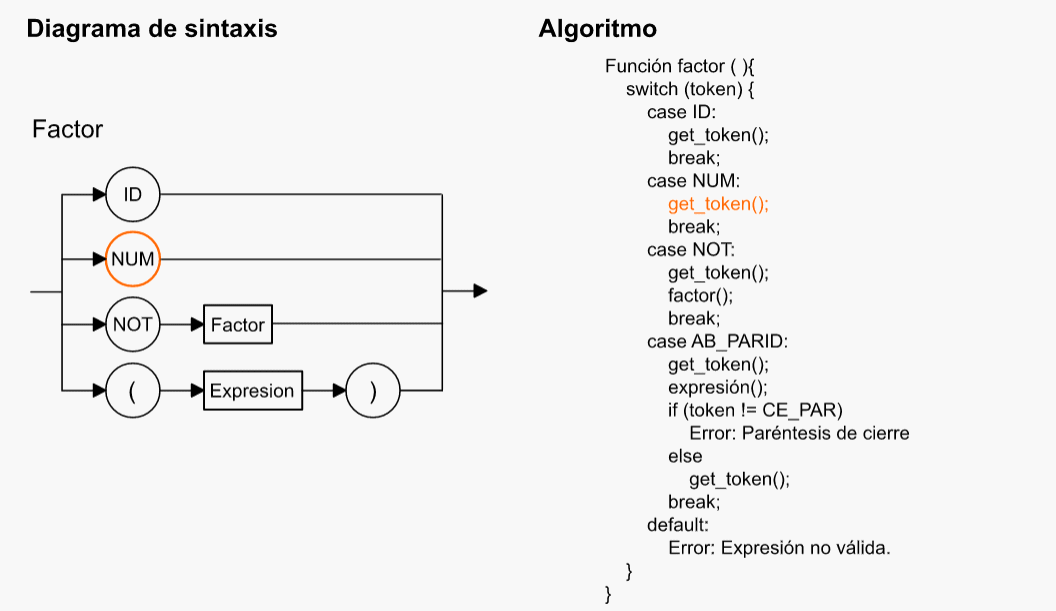 Diagrama de sintaxis
Factor
ID
NUM
NOT
Factor
(
Expresion
)
Algoritmo
Función factor ( ){
switch (token) {
case ID:
get_token();
break;
case NUM:
get_token();
break;
case NOT:
get_token();
factor();
break;
case AB_PARID:
get_token();
expresión();
if (token != CE_PAR)
Error: Paréntesis de cierre
else
get_token();
break;
default:
Error: Expresión no válida.
}
}